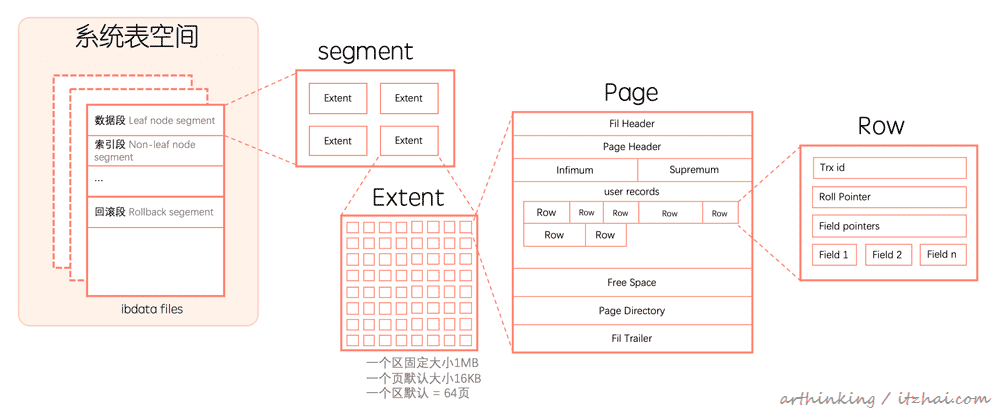 系统表空间
数据段 Leaf node segment
索引段 Non-leaf node
segment
...
回滚段 Rollback segement
ibdata files
segment
Extent Extent
Extent Extent
Extent
一个区固定大小1MB
一个页默认大小16KB
一个区默认 = 64页
Page
Fil Header
Page Header
Infimum Supremum
user records
Row Row Row Row Row
Row Row
Free Space
Page Directory
Fil Trailer
Row
Trx id
Roll Pointer
Field pointers
Field 1 Field 2 Field n
arthinking / itzhai.com